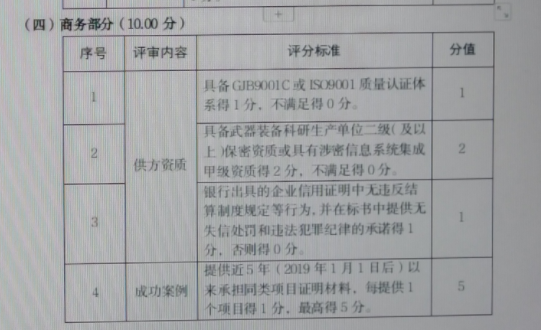 （四）商务部分（10.00 分）
序号 评审内容 评分标准 分值
1 供方资质 具备 GJB9001C 或 ISO9001 质量认证体
系得 1 分，不满足得 0 分。 1
2 具备武器装备科研生产单位二级（及以
上）保密资质或具有涉密信息系统集成
甲级资质得 2 分，不满足得 0 分。 2
3 银行出具的企业信用证明中无违反结
算制度规定等行为，并在标书中提供无
失信处罚和违法犯罪纪律的承诺得 1
分，否则得 0 分。 1
4 成功案例 提供近 5 年（2019 年 1 月 1 日后）以
来承担同类项目证明材料，每提供 1
个项目得 1 分，最高得 5 分。 5